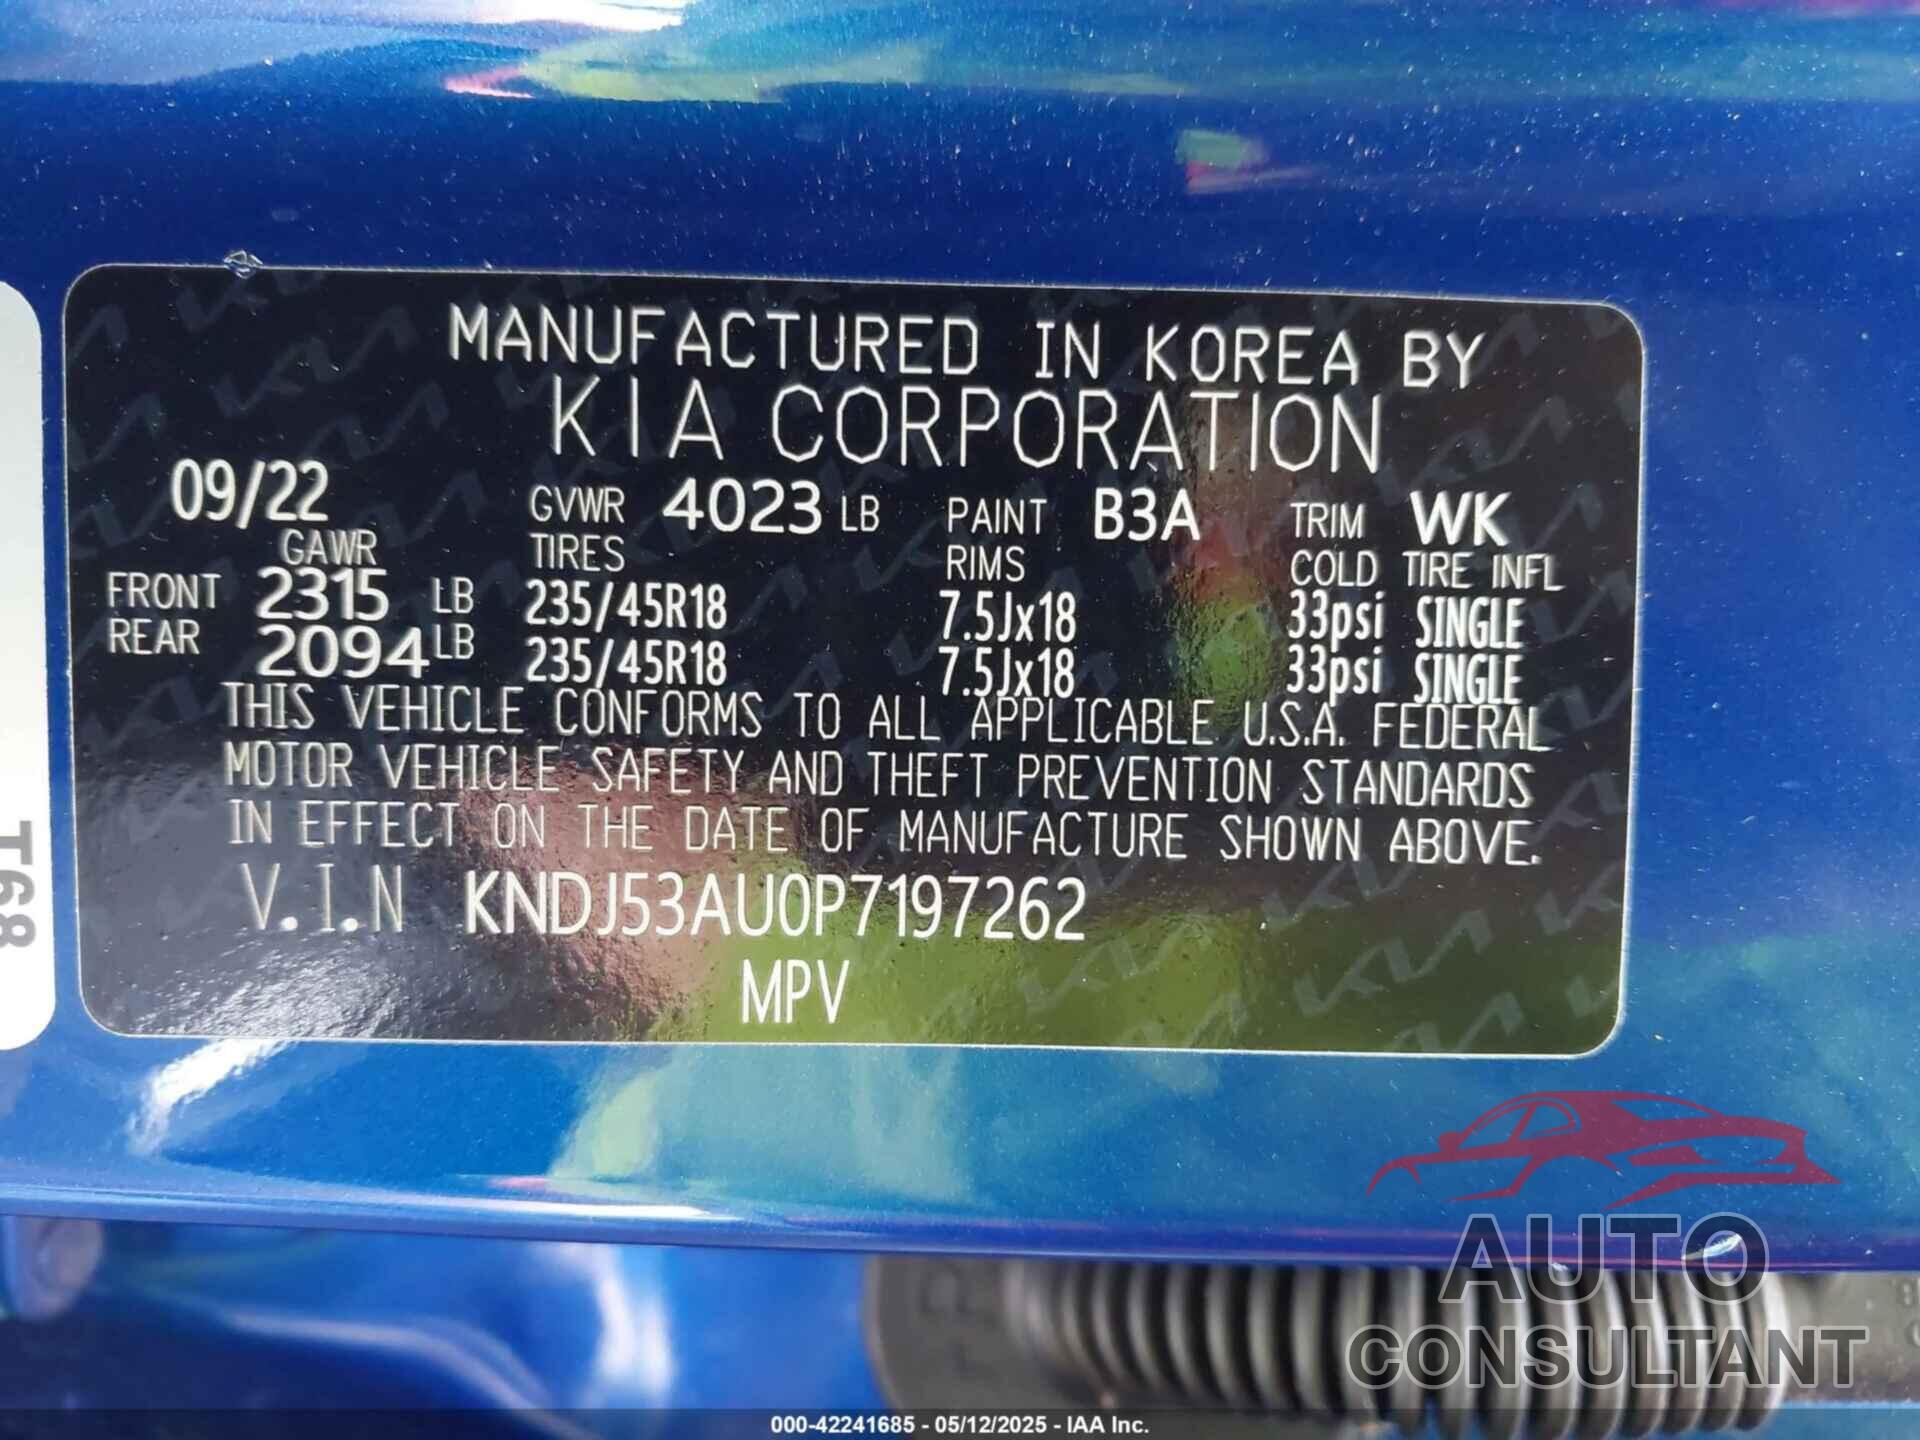 MANUFACTURED IN KOREA BY
KIA CORPORATION
09/22 GVWR 4023 LB PAINT B3A TRIM WK
GAWR TIRES RIMS COLD TIRE INFL
FRONT 2315 LB 235/45R18 7.5Jx18 33psi SINGLE
REAR 2094 LB 235/45R18 7.5Jx18 33psi SINGLE
THIS VEHICLE CONFORMS TO ALL APPLICABLE U.S.A. FEDERAL
MOTOR VEHICLE SAFETY AND THEFT PREVENTION STANDARDS
IN EFFECT ON THE DATE OF MANUFACTURE SHOWN ABOVE.
V.I.N KNDJ53AU0P7197262
MPV
T68
AUTO
CONSULTANT
000-42241685 - 05/12/2025 - IAA Inc.